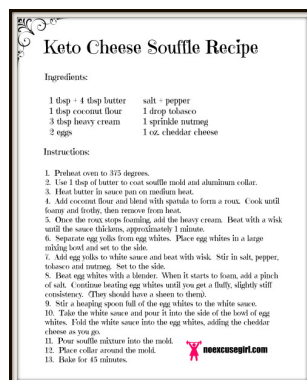 Keto Cheese Souffle Recipe
Ingredients:
1 tbsp + 4 tbsp butter
1 tbsp coconut flour
3 tbsp heavy cream
2 eggs
salt + pepper
1 drop tobasco
1 sprinkle nutmeg
1 oz. cheddar cheese
Instructions:
1. Preheat oven to 375 degrees.
2. Use 1 tbsp of butter to coat souffle mold and aluminum collar.
3. Heat butter in sauce pan on medium heat.
4. Add coconut flour and blend with spatula to form a roux. Cook until
foamy and frothy, then remove from heat.
5. Once the roux stops foaming, add the heavy cream. Beat with a wisk
until the sauce thickens, approximately 1 minute.
6. Separate egg yolks from egg whites. Place egg whites in a large
mixing bowl and set to the side.
7. Add egg yolks to white sauce and beat with wisk. Stir in salt, pepper,
tobasco and nutmeg. Set to the side.
8. Beat egg whites with a blender. When it starts to foam, add a pinch
of salt. Continue beating egg whites until you get a fluffy, slightly stiff
consistency. (They should have a sheen to them).
9. Stir a heaping spoon full of the egg whites to the white sauce.
10. Take the white sauce and pour it into the side of the bowl of egg
whites. Fold the white sauce into the egg whites, adding the cheddar
cheese as you go.
11. Pour souffle mixture into the mold.
12. Place collar around the mold.
13. Bake for 45 minutes.
noexcusegirl.com